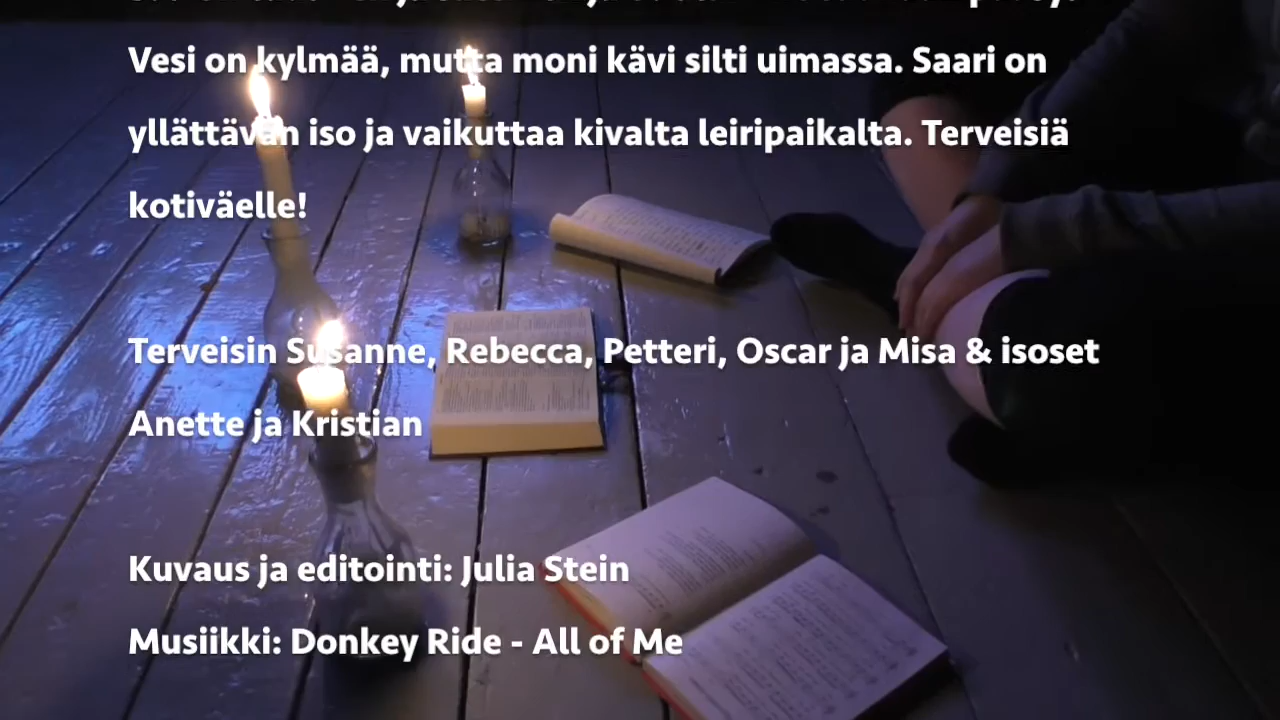 Vesi on kylmää, mutta moni kävi silti uimassa. Saari on
yllättävän iso ja vaikuttaa kivalta leiripaikalta. Terveisiä
kotiväelle!
Terveisin Susanne, Rebecca, Petteri, Oscar ja Misa & isoset
Anette ja Kristian
Kuvaus ja editointi: Julia Stein
Musiikki: Donkey Ride - All of Me